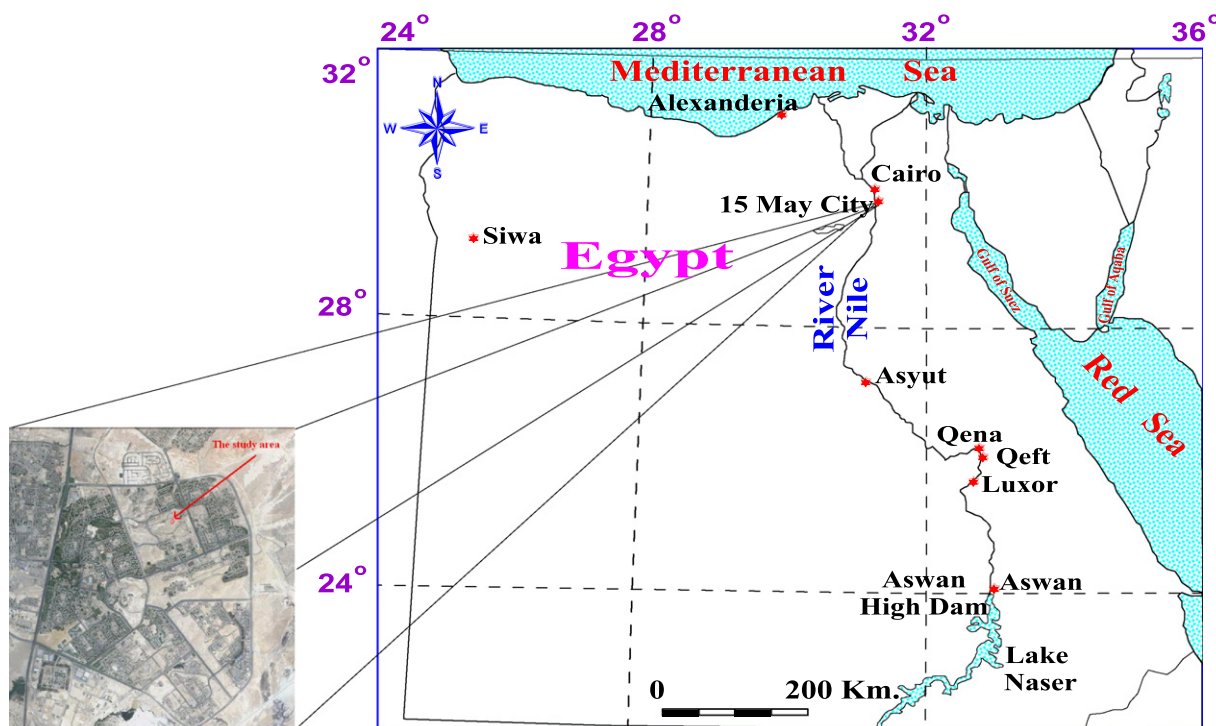 24°
28°
32°
36°
32°
Mediterranean Sea
Alexanderia
N
W E
S
Cairo
15 May City
Siwa
Egypt
River
Nile
Gulf of Suez
Gulf of Aqaba
28°
Asyut
Red Sea
The study area
Qena
Qeft
Luxor
24°
Aswan
High Dam
Aswan
Lake
Naser
0 200 Km.